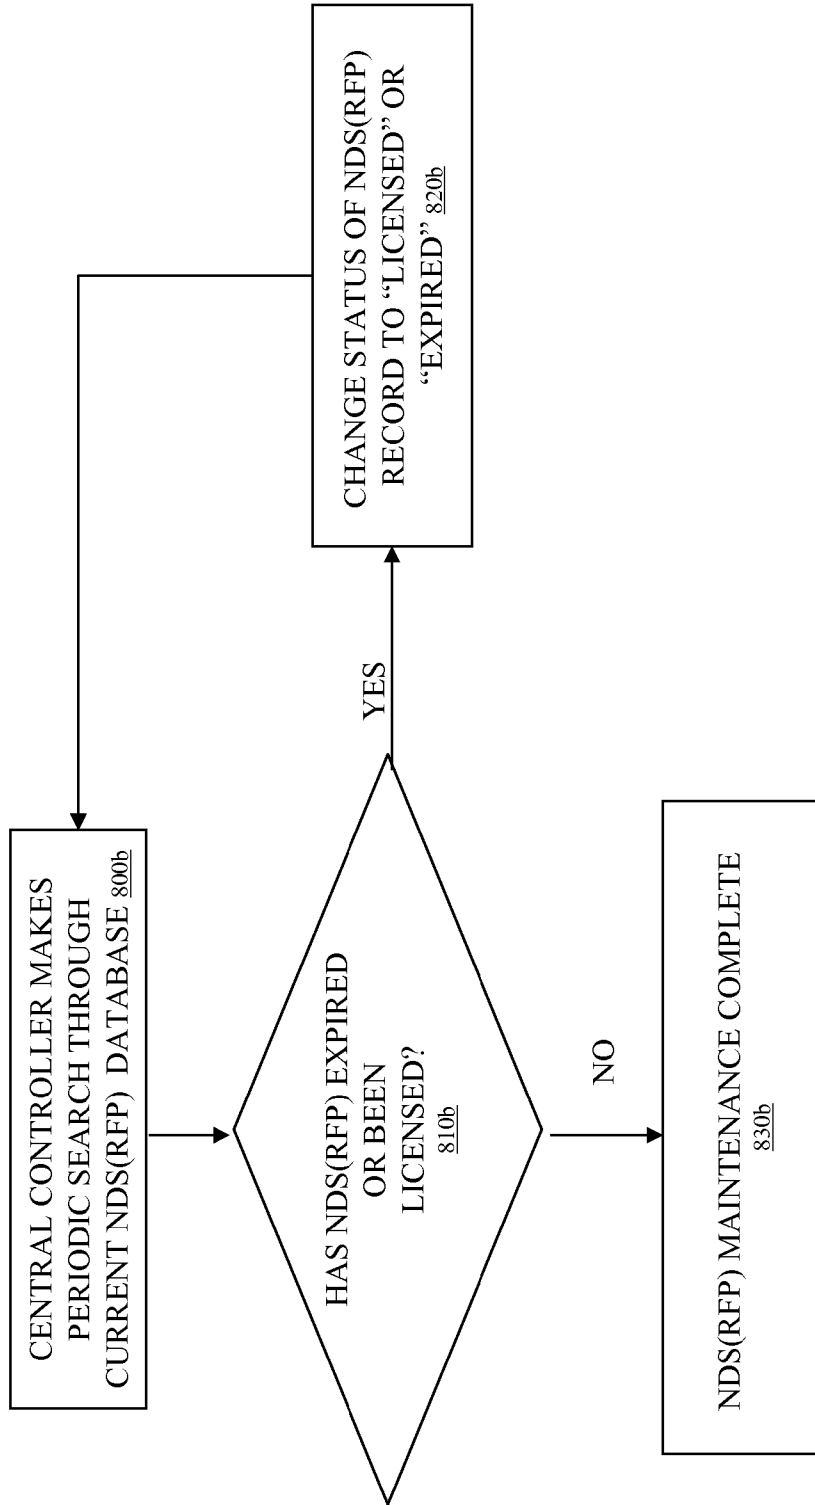 CENTRAL CONTROLLER MAKES
PERIODIC SEARCH THROUGH
CURRENT NDS(RFP) DATABASE 800b
HAS NDS(RFP) EXPIRED
OR BEEN
LICENSED?
810b
YES
CHANGE STATUS OF NDS(RFP)
RECORD TO “LICENSED” OR
“EXPIRED” 820b
NO
NDS(RFP) MAINTENANCE COMPLETE
830b